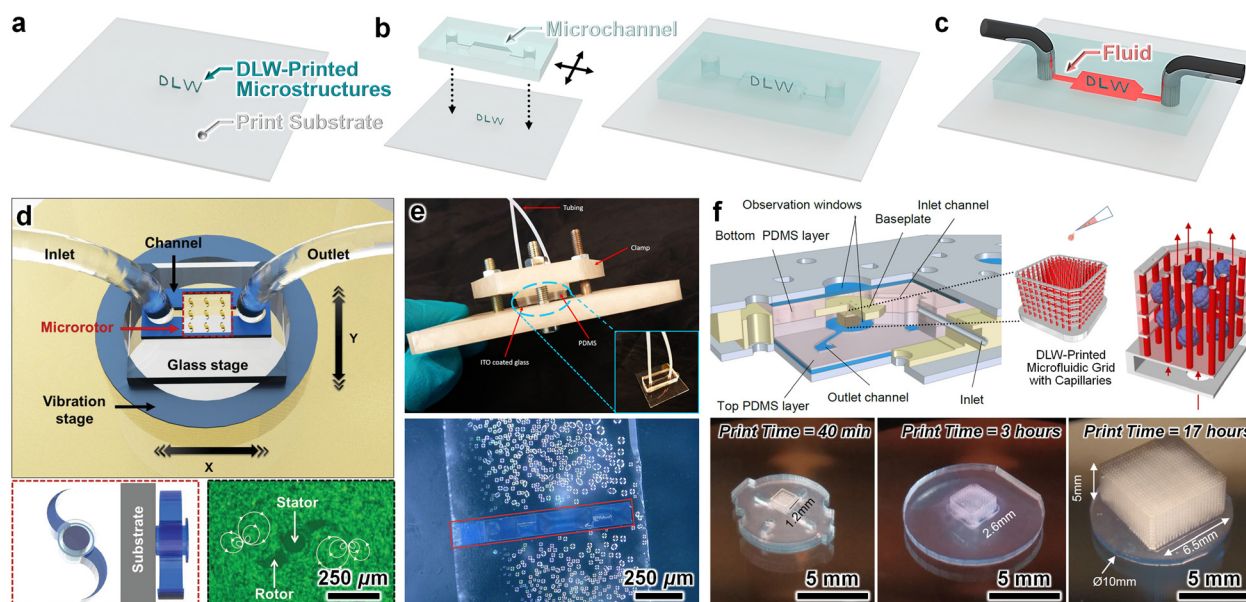 a
DLW
DLW-Printed
Microstructures
Print Substrate
b
Microchannel
DLW
DLW
c
Fluid
DLW
d
Inlet
Channel
Outlet
Microrotor
Glass stage
Vibration
stage
Y
X
Substrate
Stator
Rotor
250 µm
e
Tubing
Clamp
ITO coated glass
PDMS
250 µm
f
Observation windows
Inlet channel
Baseplate
Bottom PDMS layer
Top PDMS layer
Outlet channel
Inlet
DLW-Printed
Microfluidic Grid
with Capillaries
Print Time = 40 min
1.2mm
5 mm
Print Time = 3 hours
2.6mm
5 mm
Print Time = 17 hours
5mm
6.5mm
Ø10mm
5 mm